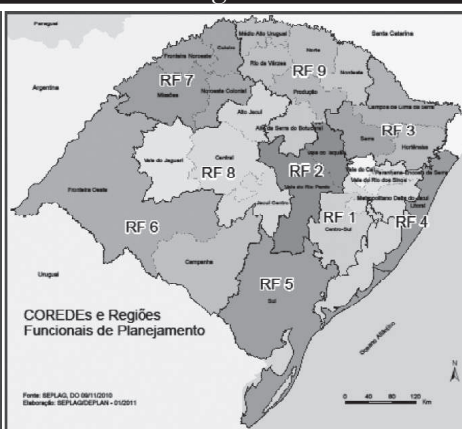 Paraguai
Santa Catarina
Argentina
Médio Alto Uruguai
Norte
Fronteira Noroeste
Celeiro
Rio da Várzea
RF 9
Nordeste
RF 7
Missões
Noroeste Colonial
Produção
Campos de Cima da Serra
Alto Jacuí
RF 3
Serra
Hortênsias
Alto da Serra do Botucaraí
Vale do Taquari
Vale do Jaguari
Central
RF 2
RF 8
Vale do Caí
Paranhana-Encosta da Serra
Vale do Rio dos Sinos
Vale do Rio Pardo
Metropolitano Delta do Jacuí
Fronteira Oeste
Jacuí Centro
Litoral
RF 1
RF 4
Centro-Sul
RF 6
Campanha
RF 5
Sul
Uruguai
COREDEs e Regiões
Funcionais de Planejamento
Oceano Atlântico
N
Fonte: SEPLAG, DO 09/11/2010
Elaboração: SEPLAG/DEPLAN - 01/2011
0 40 80 120
Km